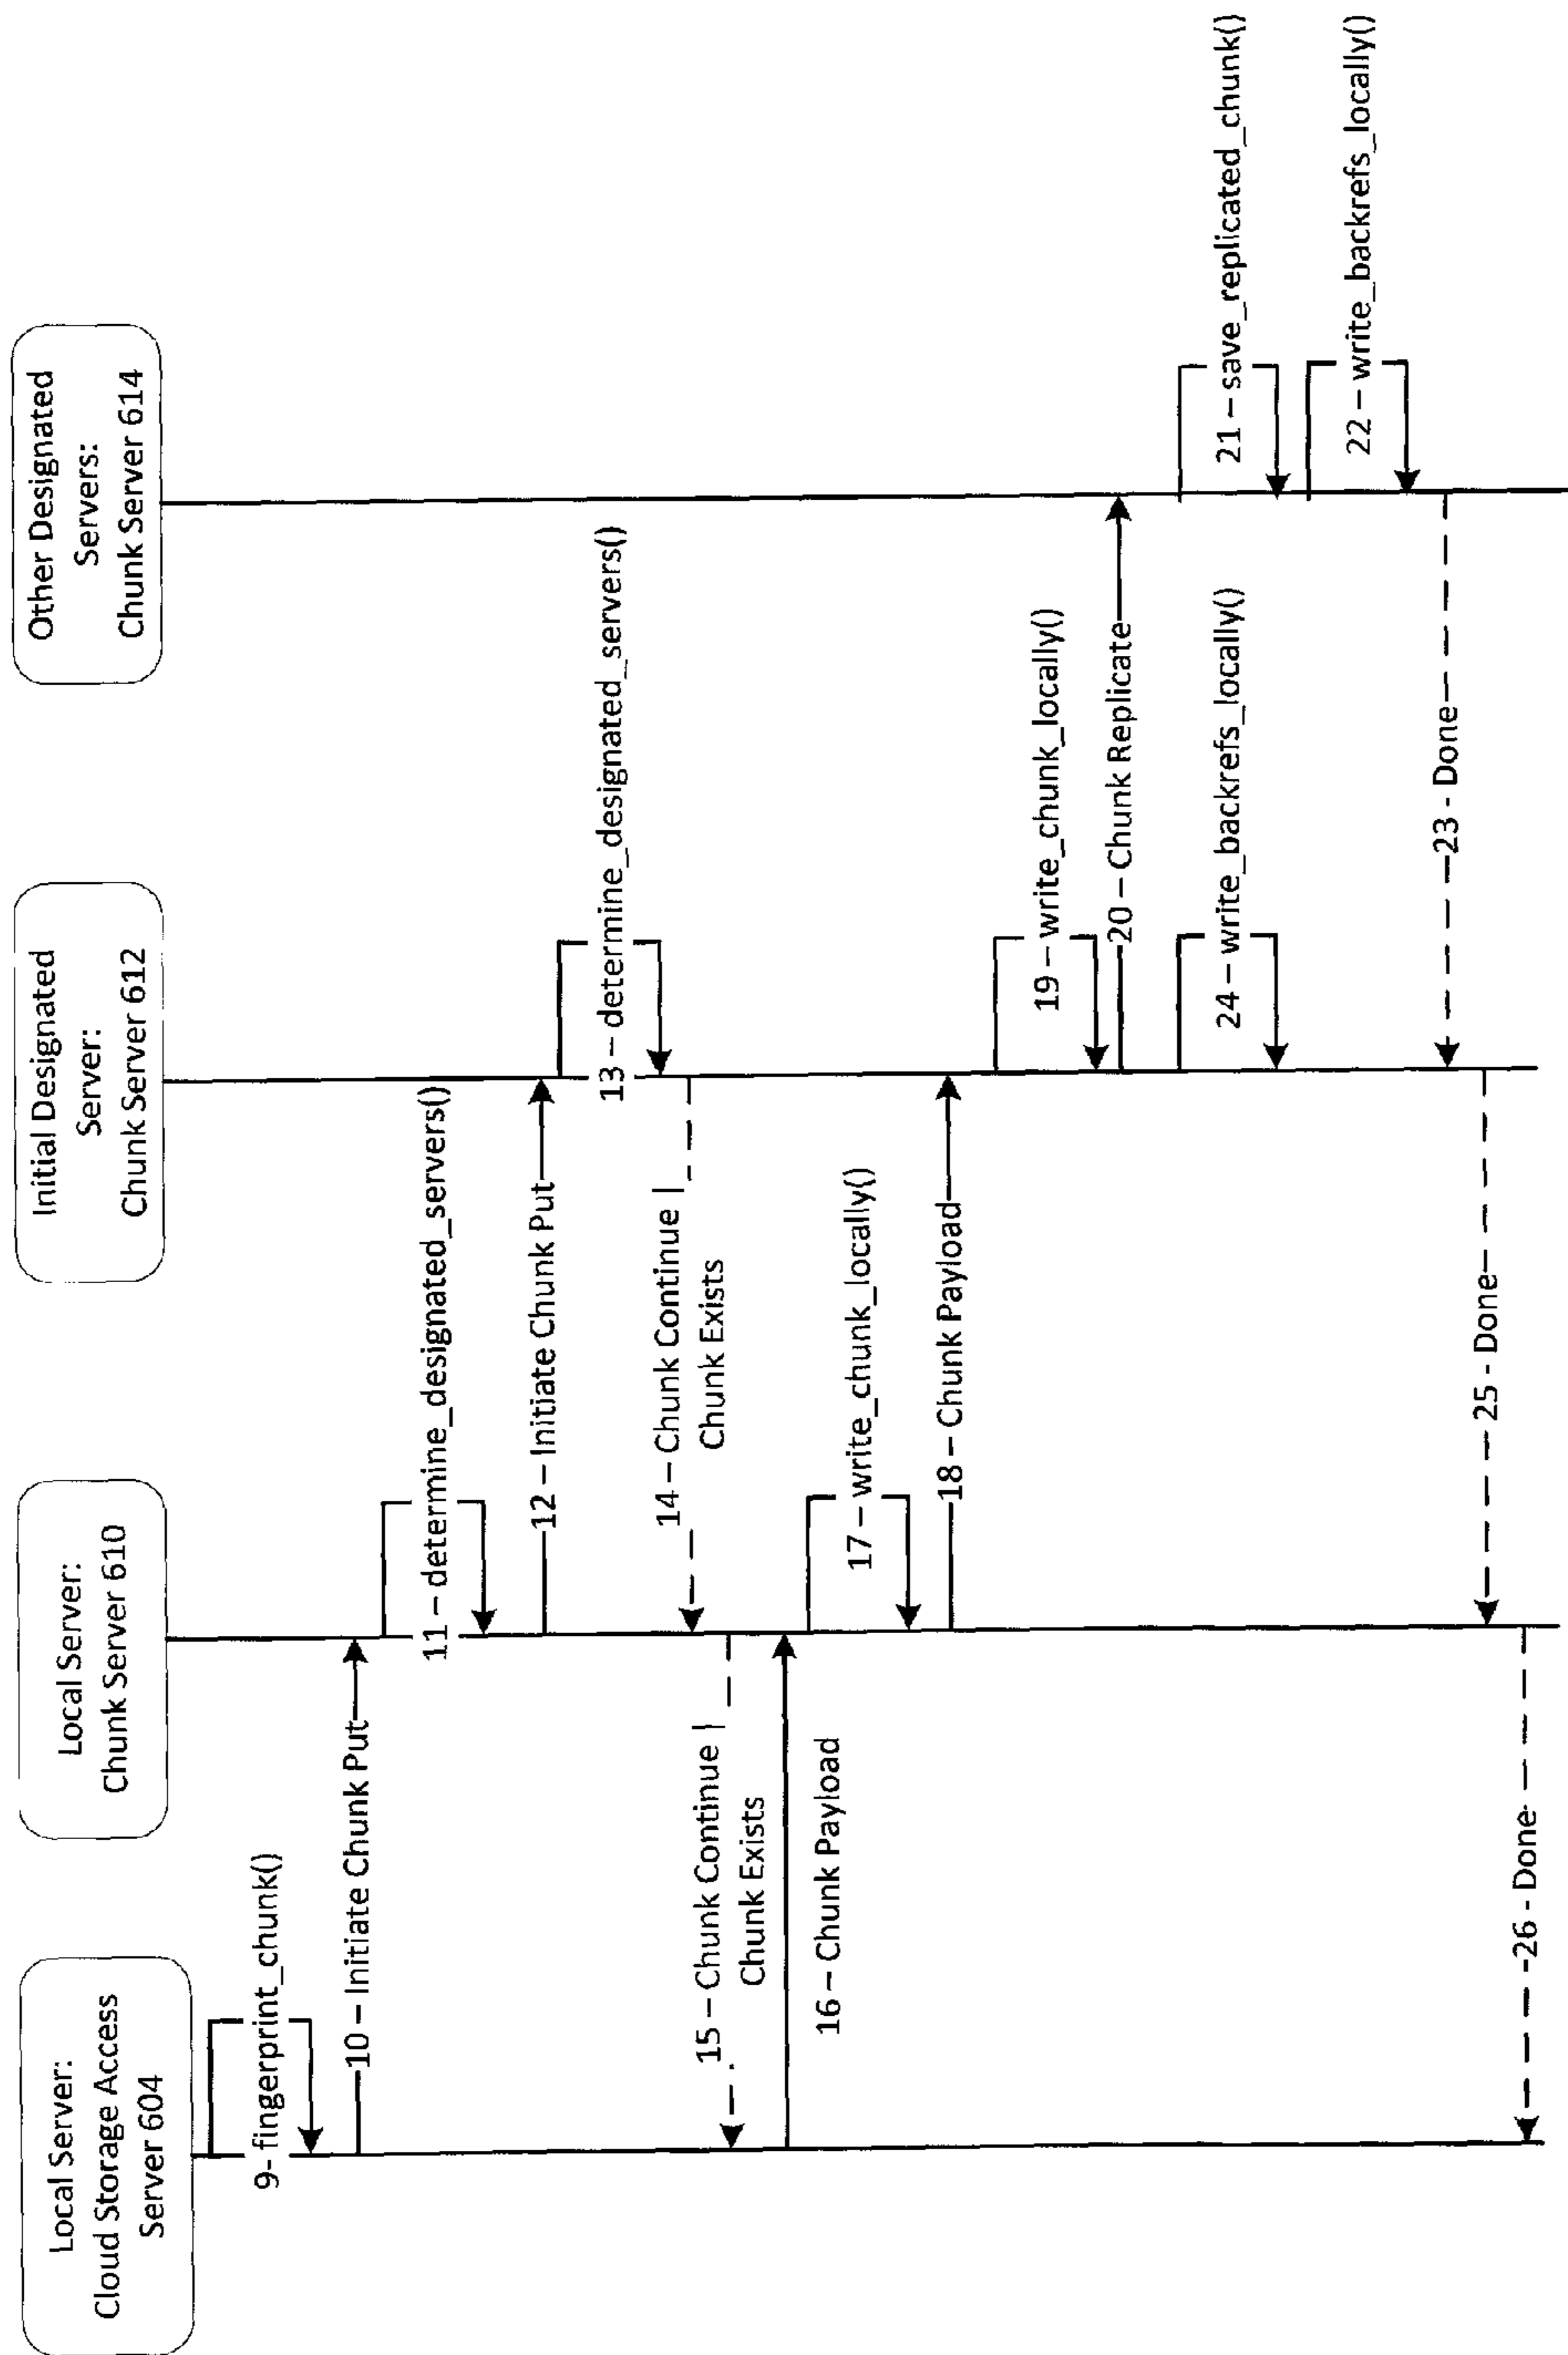 Local Server:
Cloud Storage Access
Server 604
Local Server:
Chunk Server 610
Initial Designated
Server:
Chunk Server 612
Other Designated
Servers:
Chunk Server 614
9- fingerprint_chunk()
10 – Initiate Chunk Put
11 – determine_designated_servers()
12 – Initiate Chunk Put
13 – determine_designated_servers()
14 – Chunk Continue |
Chunk Exists
15 – Chunk Continue |
Chunk Exists
16 – Chunk Payload
17 – write_chunk_locally()
18 – Chunk Payload
19 – write_chunk_locally()
20 – Chunk Replicate
21 – save_replicated_chunk()
24 – write_backrefs_locally()
22 – write_backrefs_locally()
23 - Done
25 - Done
26 - Done